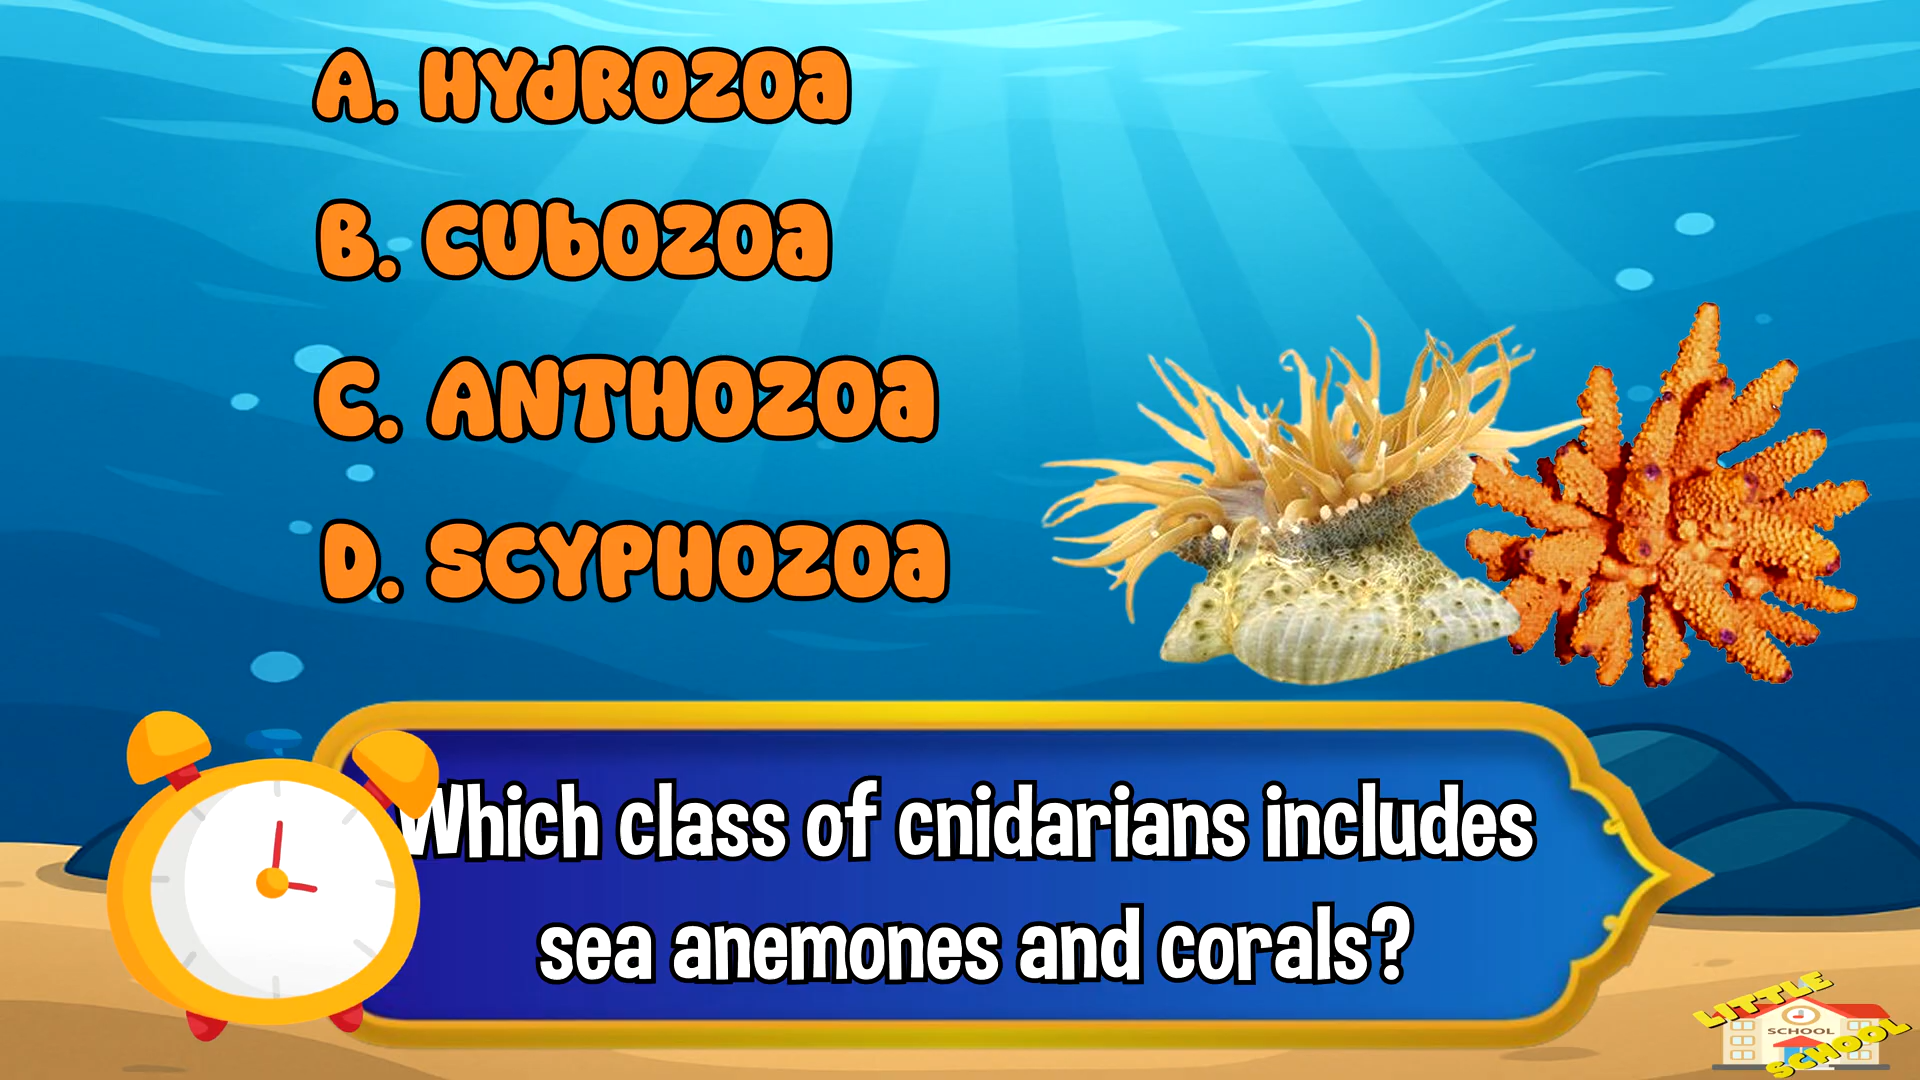 A. HYdROZOa
B. CUbOZOa
C. ANTHOZOa
D. SCYPHOZOa
Which class of cnidarians includes
sea anemones and corals?
LITTLE
SCHOOL
SCHOOL